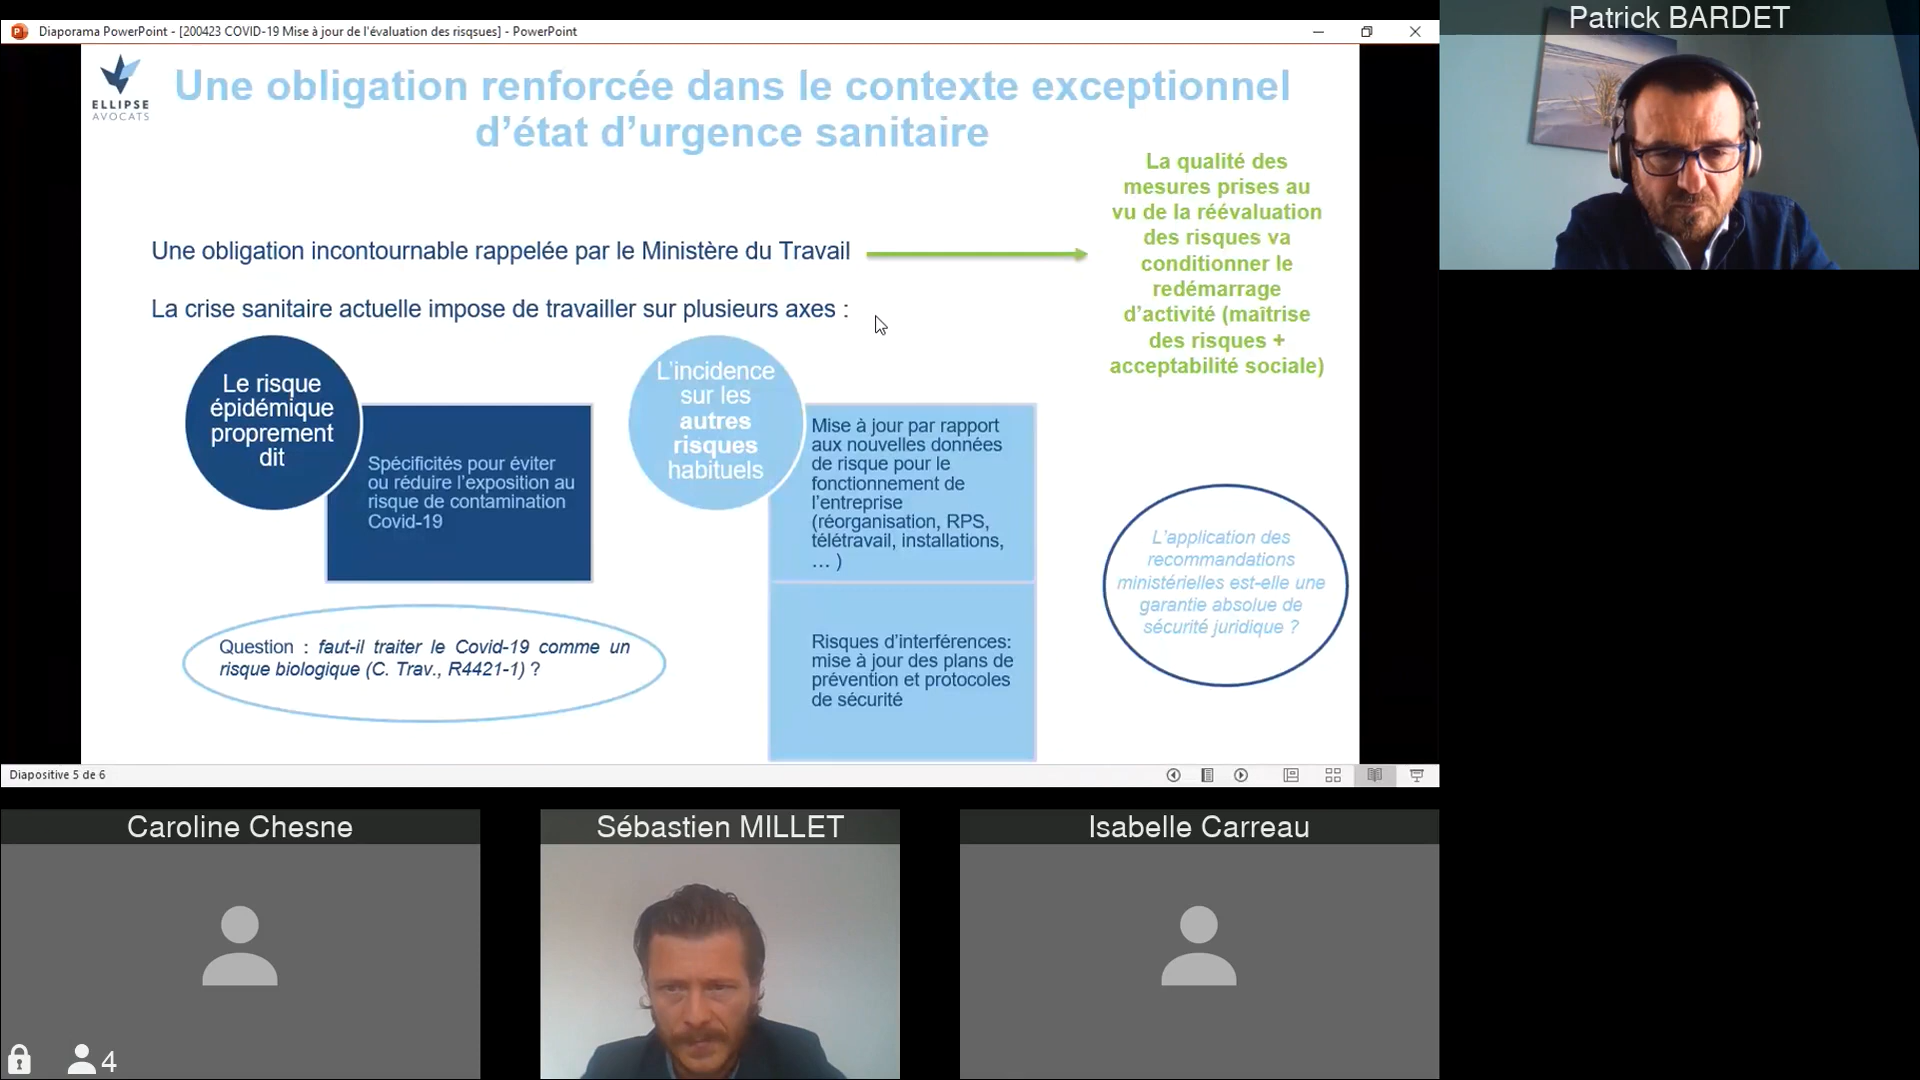 Diaporama PowerPoint - [200423 COVID-19 Mise à jour de l'évaluation des risqsues] - PowerPoint
Patrick BARDET
ELLIPSE
AVOCATS
Une obligation renforcée dans le contexte exceptionnel
d’état d’urgence sanitaire
La qualité des
mesures prises au
vu de la réévaluation
des risques va
conditionner le
redémarrage
d’activité (maîtrise
des risques +
acceptabilité sociale)
Une obligation incontournable rappelée par le Ministère du Travail
La crise sanitaire actuelle impose de travailler sur plusieurs axes :
Le risque
épidémique
proprement
dit
Spécificités pour éviter
ou réduire l’exposition au
risque de contamination
Covid-19
L’incidence
sur les
autres
risques
habituels
Mise à jour par rapport
aux nouvelles données
de risque pour le
fonctionnement de
l’entreprise
(réorganisation, RPS,
télétravail, installations,
... )
Risques d’interférences:
mise à jour des plans de
prévention et protocoles
de sécurité
Question : faut-il traiter le Covid-19 comme un
risque biologique (C. Trav., R4421-1) ?
L’application des
recommandations
ministérielles est-elle une
garantie absolue de
sécurité juridique ?
Diapositive 5 de 6
Caroline Chesne
Sébastien MILLET
Isabelle Carreau
4